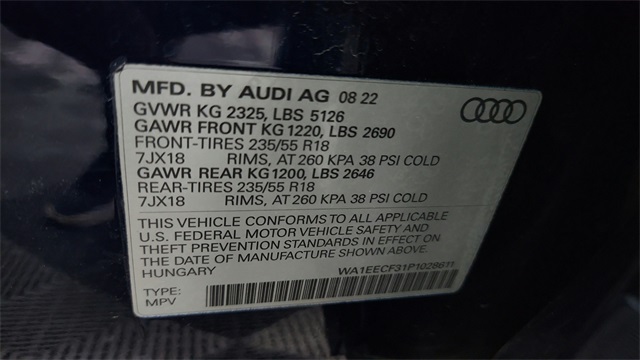 MFD. BY AUDI AG 08 22
GVWR KG 2325, LBS 5126
GAWR FRONT KG 1220, LBS 2690
FRONT-TIRES 235/55 R18
7JX18 RIMS, AT 260 KPA 38 PSI COLD
GAWR REAR KG1200, LBS 2646
REAR-TIRES 235/55 R18
7JX18 RIMS, AT 260 KPA 38 PSI COLD
THIS VEHICLE CONFORMS TO ALL APPLICABLE
U.S. FEDERAL MOTOR VEHICLE SAFETY AND
THEFT PREVENTION STANDARDS IN EFFECT ON
THE DATE OF MANUFACTURE SHOWN ABOVE.
HUNGARY WA1EECF31P1028611
TYPE:
MPV